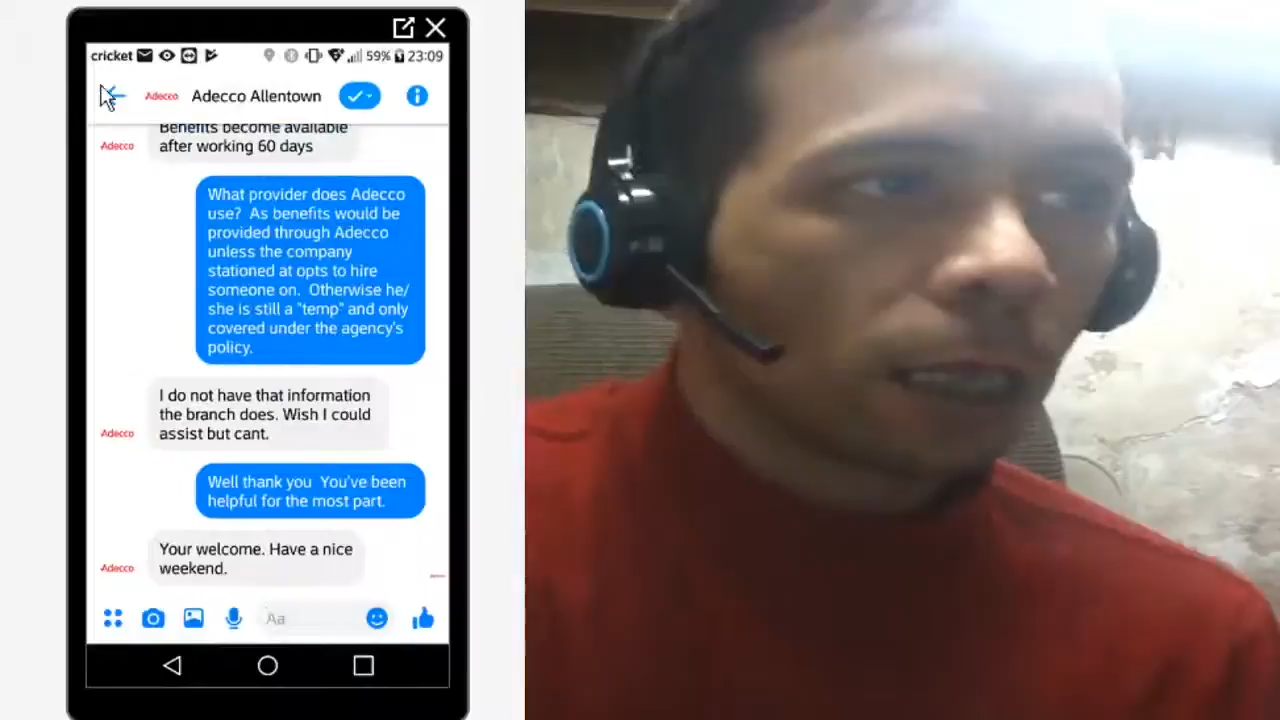 cricket 59% 23:09
Adecco Adecco Allentown
Benefits become available
after working 60 days
Adecco
What provider does Adecco
use?  As benefits would be
provided through Adecco
unless the company
stationed at opts to hire
someone on.  Otherwise he/
she is still a "temp" and only
covered under the agency's
policy.
I do not have that information
the branch does. Wish I could
assist but cant.
Adecco
Well thank you  You've been
helpful for the most part.
Your welcome. Have a nice
weekend.
Adecco
Aa